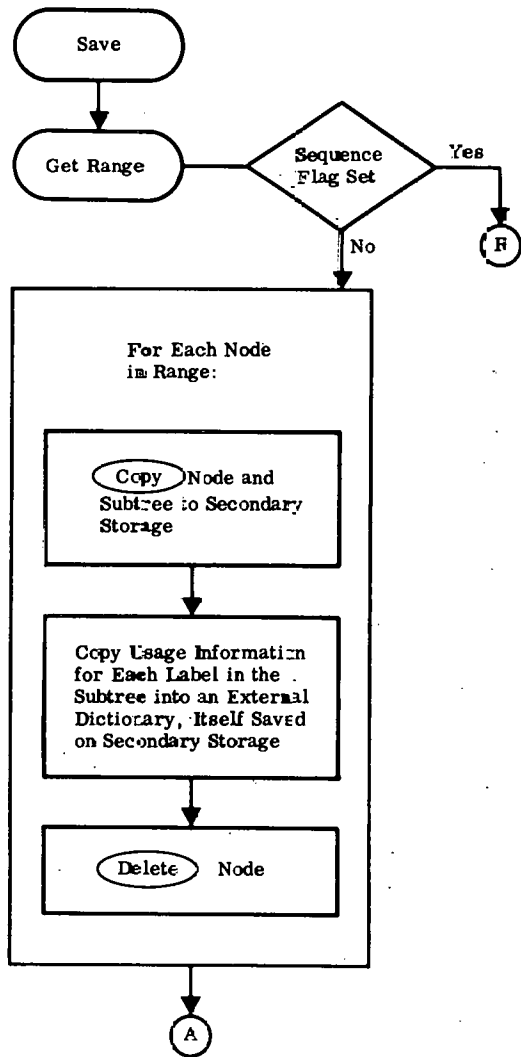 Save
Get Range
Sequence
Flag Set
Yes
No
For Each Node
in Range:
Copy Node and
Subtree to Secondary
Storage
Copy Usage Information
for Each Label in the
Subtree into an External
Dictionary, Itself Saved
on Secondary Storage
Delete Node
A